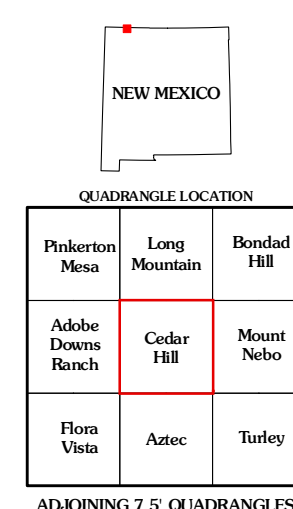 NEW MEXICO
QUADRANGLE LOCATION
Pinkerton
Mesa
Long
Mountain
Bondad
Hill
Adobe
Downs
Ranch
Cedar
Hill
Mount
Nebo
Flora
Vista
Aztec
Turley
ADJOINING 7.5' QUADRANGLES